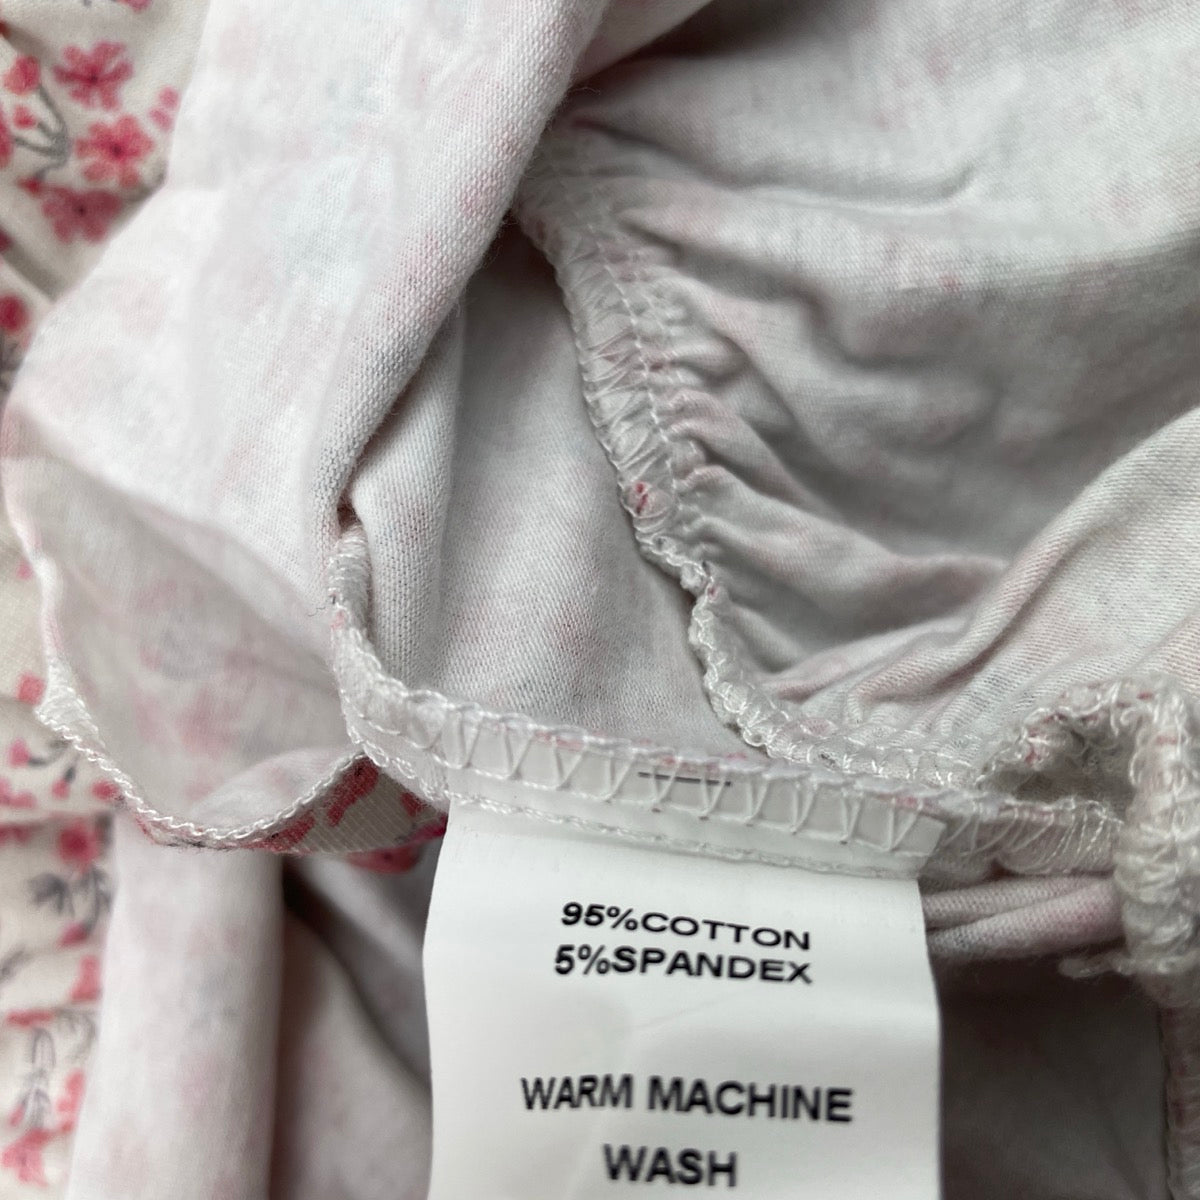 95%COTTON
5%SPANDEX
WARM MACHINE
WASH